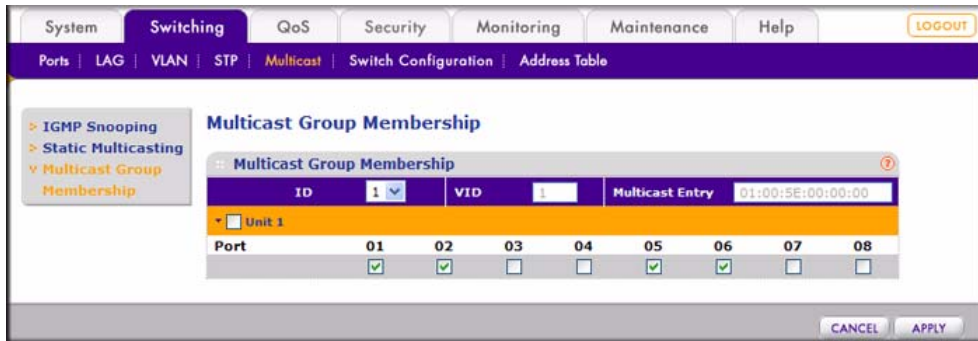 System Switching QoS Security Monitoring Maintenance Help LOGOUT
Ports LAG VLAN STP Multicast Switch Configuration Address Table
IGMP Snooping
Static Multicasting
Multicast Group
Membership
Multicast Group Membership
Multicast Group Membership ?
ID 1 VID 1 Multicast Entry 01:00:5E:00:00:00
Unit 1
Port 01 02 03 04 05 06 07 08
CANCEL APPLY